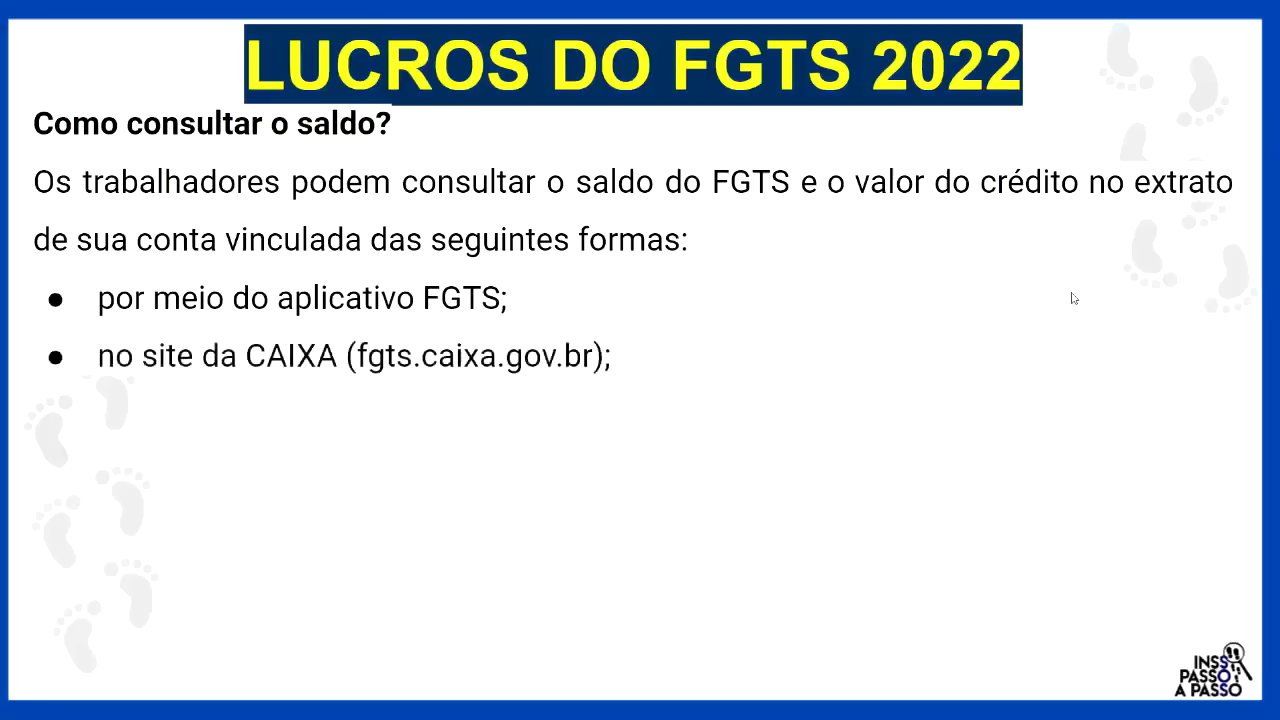 LUCROS DO FGTS 2022
Como consultar o saldo?
Os trabalhadores podem consultar o saldo do FGTS e o valor do crédito no extrato
de sua conta vinculada das seguintes formas:
● por meio do aplicativo FGTS;
● no site da CAIXA (fgts.caixa.gov.br);
INSS
PASSO
A PASSO